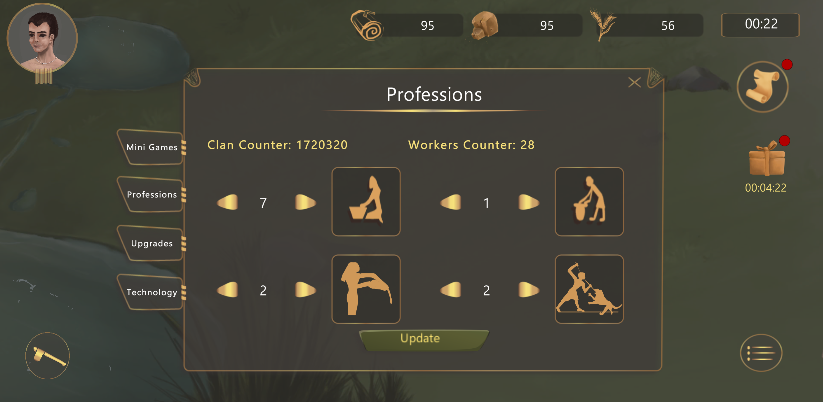 95
95
56
00:22
Professions
Clan Counter: 1720320
Workers Counter: 28
Mini Games
Professions
Upgrades
Technology
7
1
2
2
Update
00:04:22